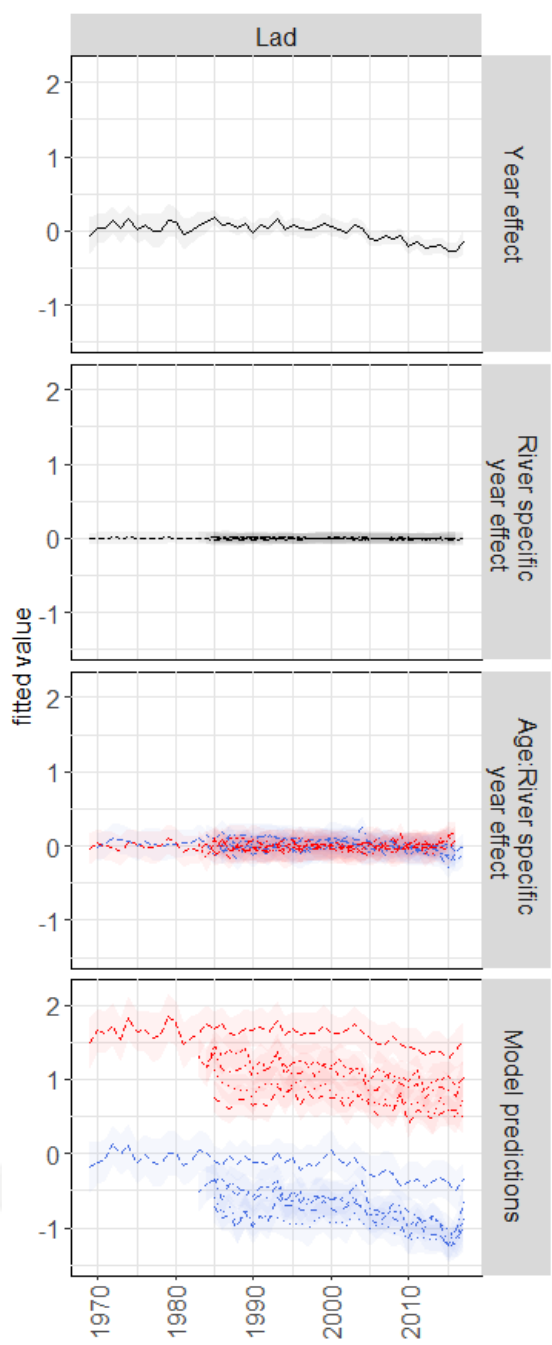 Lad
2
1
0
-1
Year effect
2
1
0
-1
River specific
year effect
fitted value
2
1
0
-1
Age:River specific
year effect
2
1
0
-1
Model predictions
1970
1980
1990
2000
2010